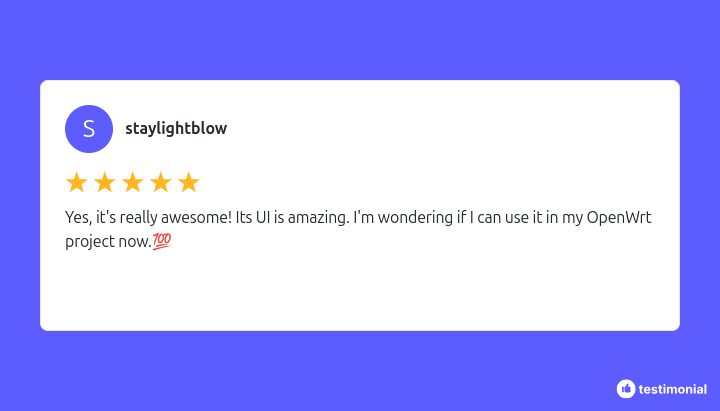 S
staylightblow
★★★★★
Yes, it's really awesome! Its UI is amazing. I'm wondering if I can use it in my OpenWrt
project now.💯
testimonial